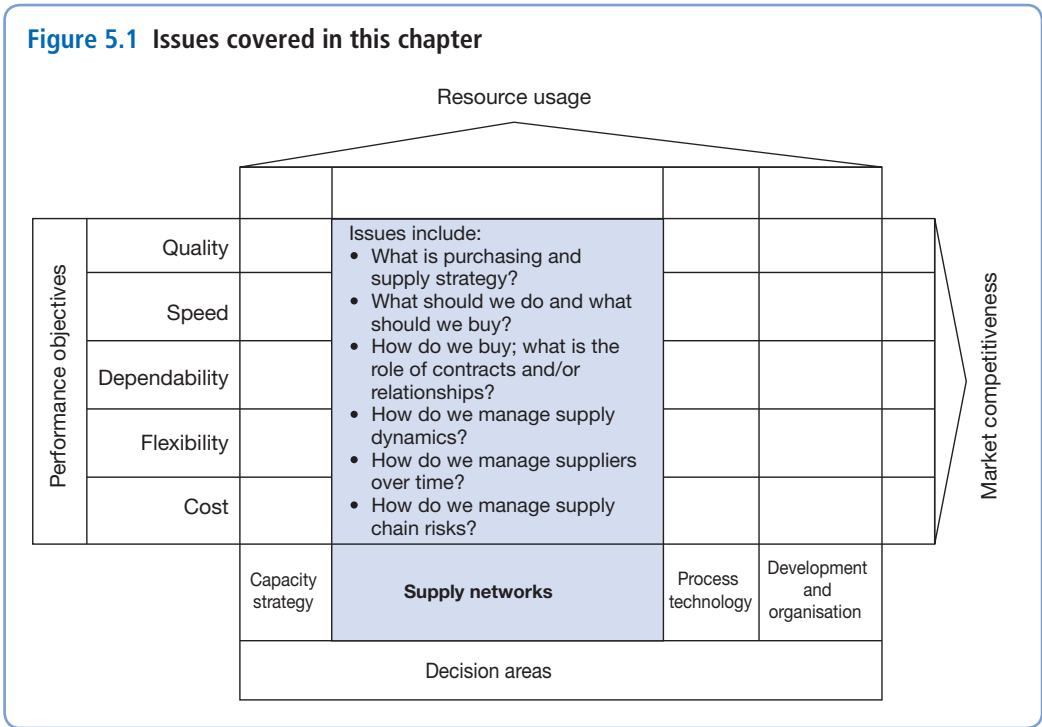 Figure 5.1 Issues covered in this chapter
Resource usage
Performance objectives
Quality
Speed
Dependability
Flexibility
Cost
Issues include:
• What is purchasing and
supply strategy?
• What should we do and what
should we buy?
• How do we buy; what is the
role of contracts and/or
relationships?
• How do we manage supply
dynamics?
• How do we manage suppliers
over time?
• How do we manage supply
chain risks?
Market competitiveness
Capacity
strategy
Supply networks
Process
technology
Development
and
organisation
Decision areas